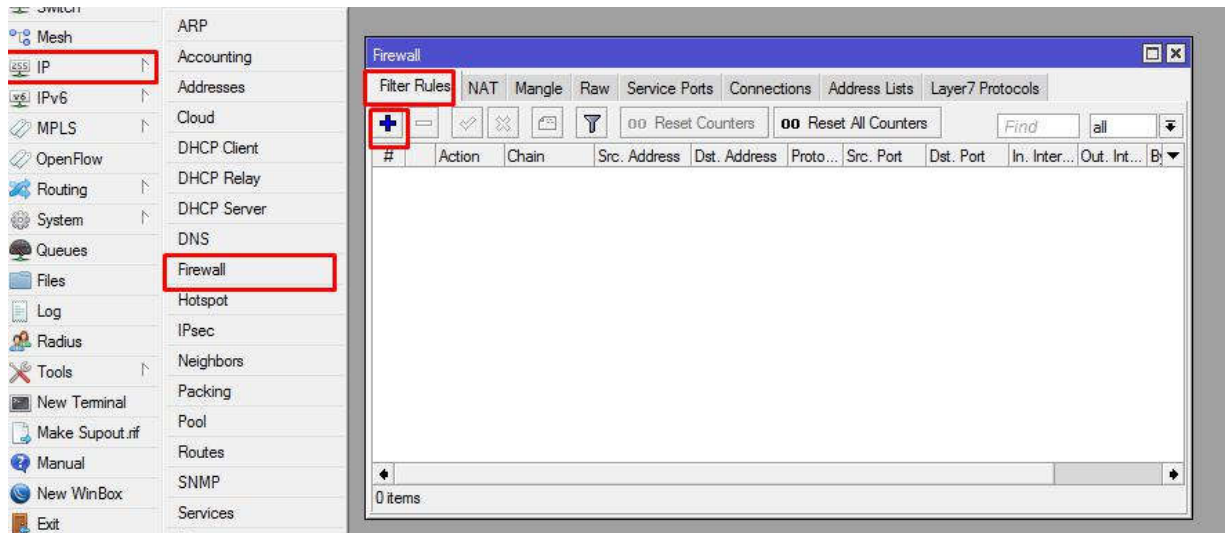 Mesh
IP
IPv6
MPLS
OpenFlow
Routing
System
Queues
Files
Log
Radius
Tools
New Terminal
Make Supout.rif
Manual
New WinBox
Exit
ARP
Accounting
Addresses
Cloud
DHCP Client
DHCP Relay
DHCP Server
DNS
Firewall
Hotspot
IPsec
Neighbors
Packing
Pool
Routes
SNMP
Services
Firewall
Filter Rules NAT Mangle Raw Service Ports Connections Address Lists Layer7 Protocols
00 Reset Counters 00 Reset All Counters Find all
# Action Chain Src. Address Dst. Address Proto... Src. Port Dst. Port In. Inter... Out. Int...
0 items